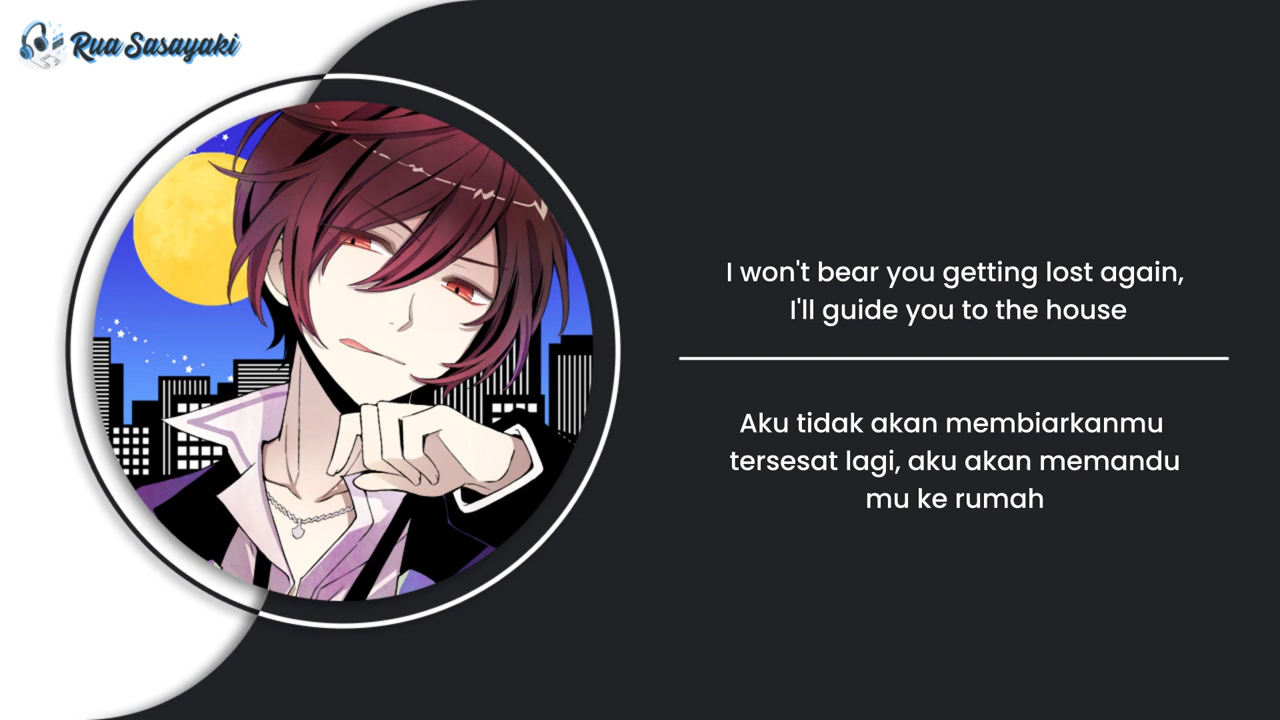 Rua Sasayaki
I won't bear you getting lost again,
I'll guide you to the house
Aku tidak akan membiarkanmu
tersesat lagi, aku akan memandu
mu ke rumah